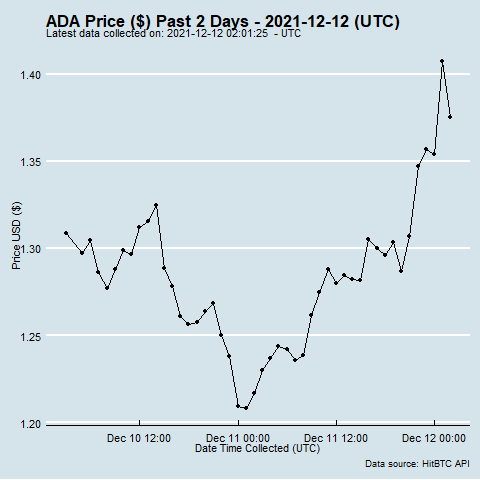 ADA Price ($) Past 2 Days - 2021-12-12 (UTC)
Latest data collected on: 2021-12-12 02:01:25 - UTC
1.40
1.35
1.30
1.25
1.20
Price USD ($)
Dec 10 12:00 Dec 11 00:00 Dec 11 12:00 Dec 12 00:00
Date Time Collected (UTC)
Data source: HitBTC API